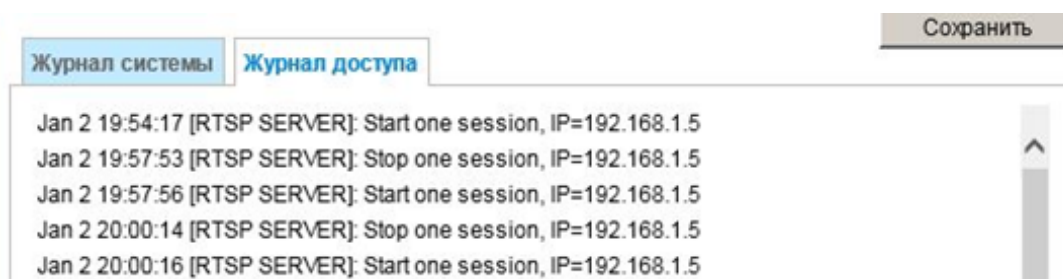 Сохранить
Журнал системы Журнал доступа
Jan 2 19:54:17 [RTSP SERVER]: Start one session, IP=192.168.1.5
Jan 2 19:57:53 [RTSP SERVER]: Stop one session, IP=192.168.1.5
Jan 2 19:57:56 [RTSP SERVER]: Start one session, IP=192.168.1.5
Jan 2 20:00:14 [RTSP SERVER]: Stop one session, IP=192.168.1.5
Jan 2 20:00:16 [RTSP SERVER]: Start one session, IP=192.168.1.5